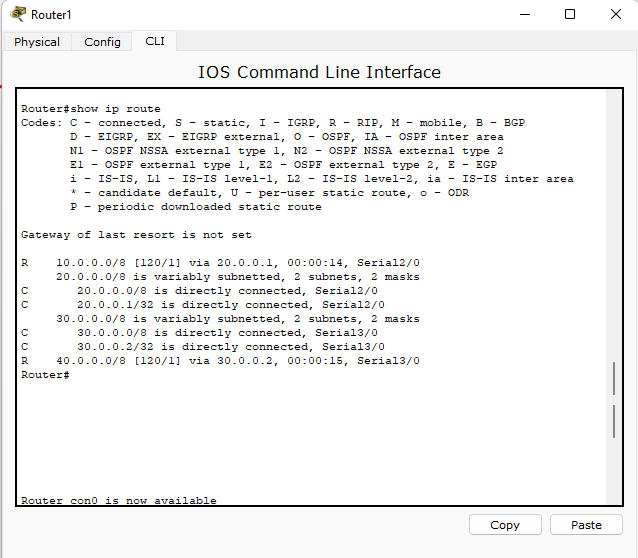 Router1
Physical Config CLI
IOS Command Line Interface
Router#show ip route
Codes: C - connected, S - static, I - IGRP, R - RIP, M - mobile, B - BGP
       D - EIGRP, EX - EIGRP external, O - OSPF, IA - OSPF inter area
       N1 - OSPF NSSA external type 1, N2 - OSPF NSSA external type 2
       E1 - OSPF external type 1, E2 - OSPF external type 2, E - EGP
       i - IS-IS, L1 - IS-IS level-1, L2 - IS-IS level-2, ia - IS-IS inter area
       * - candidate default, U - per-user static route, o - ODR
       P - periodic downloaded static route
Gateway of last resort is not set
R    10.0.0.0/8 [120/1] via 20.0.0.1, 00:00:14, Serial2/0
     20.0.0.0/8 is variably subnetted, 2 subnets, 2 masks
C       20.0.0.0/8 is directly connected, Serial2/0
C       20.0.0.1/32 is directly connected, Serial2/0
     30.0.0.0/8 is variably subnetted, 2 subnets, 2 masks
C       30.0.0.0/8 is directly connected, Serial3/0
C       30.0.0.2/32 is directly connected, Serial3/0
R    40.0.0.0/8 [120/1] via 30.0.0.2, 00:00:15, Serial3/0
Router#
Router con0 is now available
Copy Paste